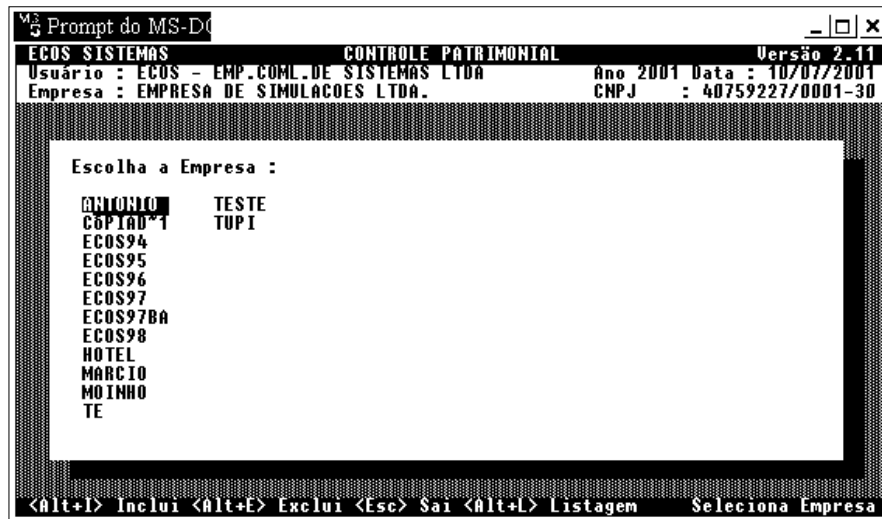 Prompt do MS-DO
ECOS SISTEMAS CONTROLE PATRIMONIAL Versão 2.11
Usuário : ECOS - EMP.COML.DE SISTEMAS LTDA Ano 2001 Data : 10/07/2001
Empresa : EMPRESA DE SIMULACOES LTDA. CNPJ : 40759227/0001-30
Escolha a Empresa :
ANTONIO TESTE
CóPIAD~1 TUPI
ECOS94
ECOS95
ECOS96
ECOS97
ECOS97BA
ECOS98
HOTEL
MARCIO
MOINHO
TE
<Alt+I> Inclui <Alt+E> Exclui <Esc> Sai <Alt+L> Listagem Seleciona Empresa